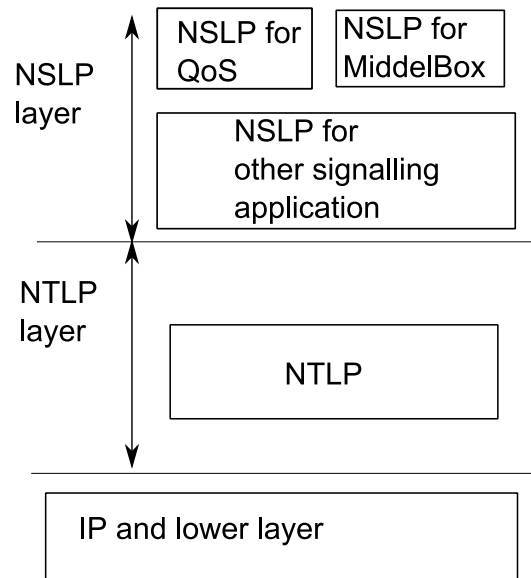 NSLP for
QoS
NSLP for
MiddelBox
NSLP
layer
NSLP for
other signalling
application
NTLP
layer
NTLP
IP and lower layer